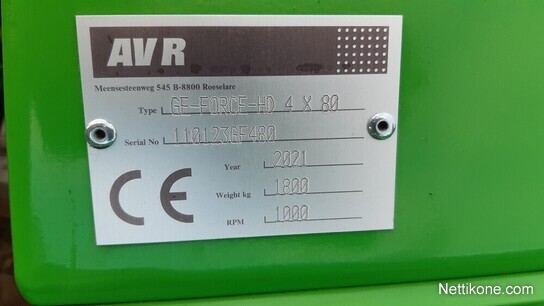 AVR
Meensesteenweg 545 B-8800 Roeselare
Type GE-FORCE-HD 4 X 80
Serial No 1101236F480
Year 2021
Weight kg 1800
RPM 1000
CE
Nettikone.com